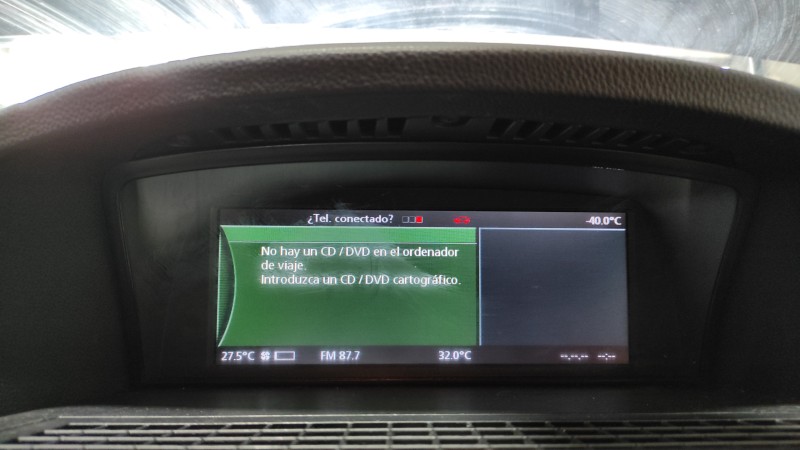 ¿Tel. conectado?
-40.0°C
No hay un CD / DVD en el ordenador
de viaje.
Introduzca un CD / DVD cartográfico.
27.5°C FM 87.7 32.0°C --.--.-- --:--